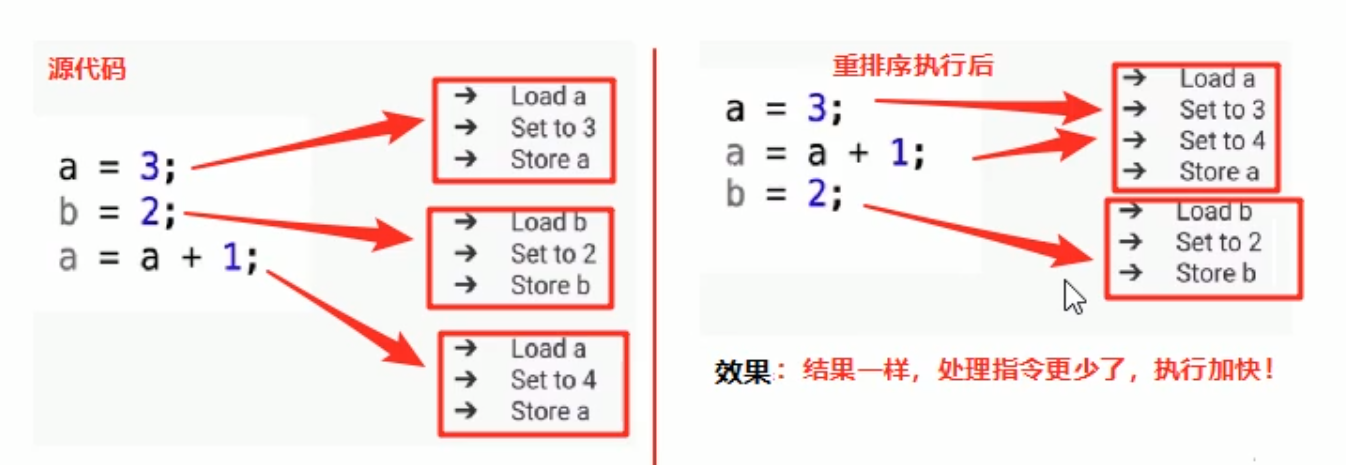 源代码
a = 3;
b = 2;
a = a + 1;
→ Load a
→ Set to 3
→ Store a
→ Load b
→ Set to 2
→ Store b
→ Load a
→ Set to 4
→ Store a
重排序执行后
a = 3;
a = a + 1;
b = 2;
→ Load a
→ Set to 3
→ Set to 4
→ Store a
→ Load b
→ Set to 2
→ Store b
效果：结果一样，处理指令更少了，执行加快！